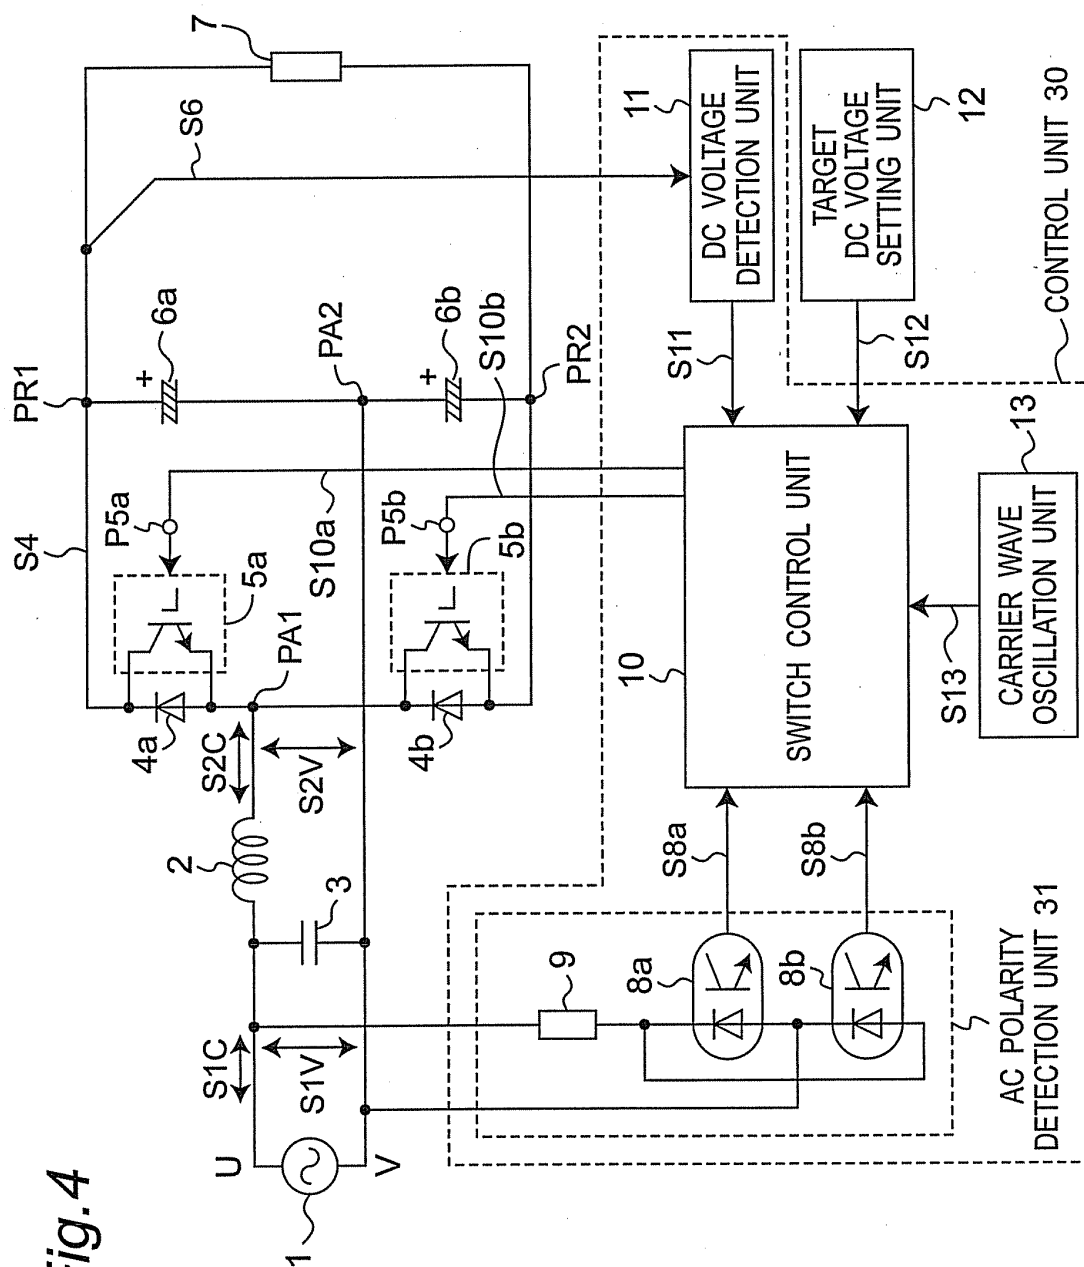 Fig.4
1
U
V
S1C
S1V
2
3
S2C
S2V
PA1
4a
4b
5a
5b
P5a
P5b
S4
S10a
S10b
PR1
PR2
PA2
6a
+
6b
+
S6
7
9
8a
8b
AC POLARITY
DETECTION UNIT 31
S8a
S8b
10
SWITCH CONTROL UNIT
S11
S12
S13
11
DC VOLTAGE
DETECTION UNIT
TARGET
DC VOLTAGE
SETTING UNIT
12
13
CARRIER WAVE
OSCILLATION UNIT
CONTROL UNIT 30